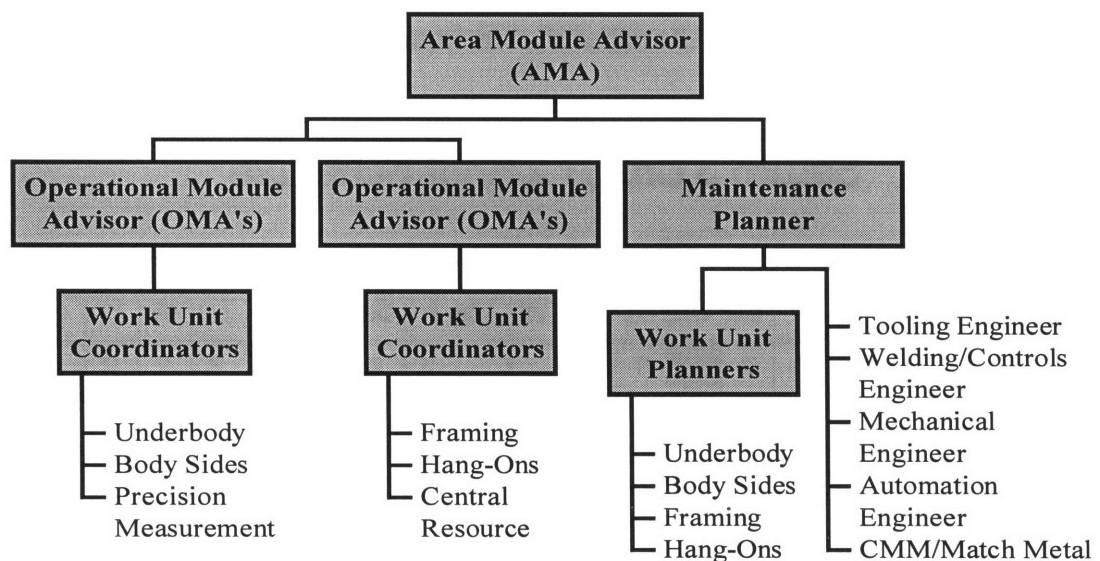 Area Module Advisor
(AMA)
Operational Module
Advisor (OMA's)
Operational Module
Advisor (OMA's)
Maintenance
Planner
Work Unit
Coordinators
Underbody
Body Sides
Precision
Measurement
Work Unit
Coordinators
Framing
Hang-Ons
Central
Resource
Work Unit
Planners
Underbody
Body Sides
Framing
Hang-Ons
Tooling Engineer
Welding/Controls
Engineer
Mechanical
Engineer
Automation
Engineer
CMM/Match Metal